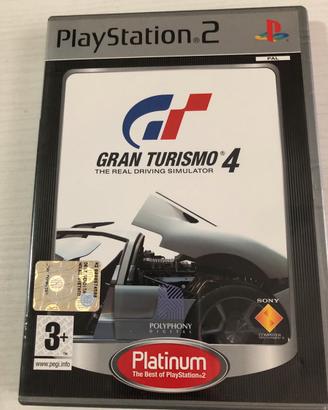 PlayStation®2
PAL
GRAN TURISMO®4
THE REAL DRIVING SIMULATOR
POLYPHONY
DIGITAL
SONY
COMPUTER
3+
www.pegi.info
Platinum
The Best of PlayStation®2